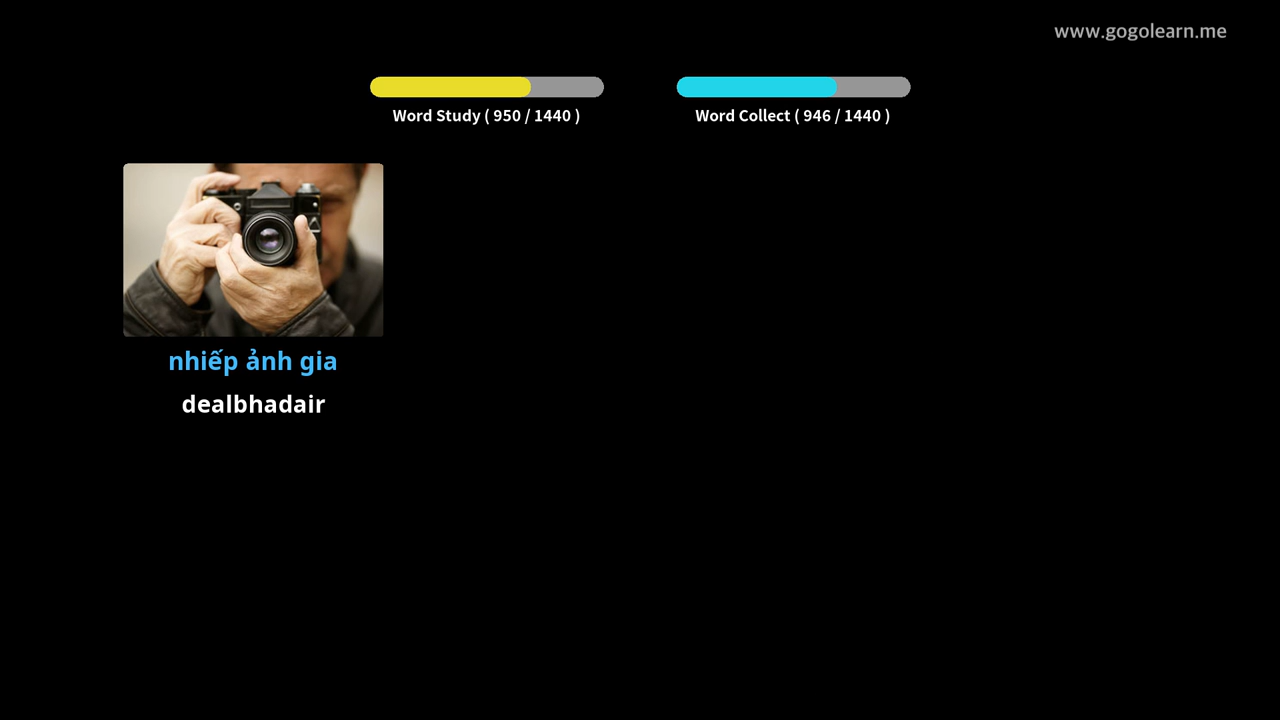 www.gogolearn.me
Word Study ( 950 / 1440 )
Word Collect ( 946 / 1440 )
nhiếp ảnh gia
dealbhadair